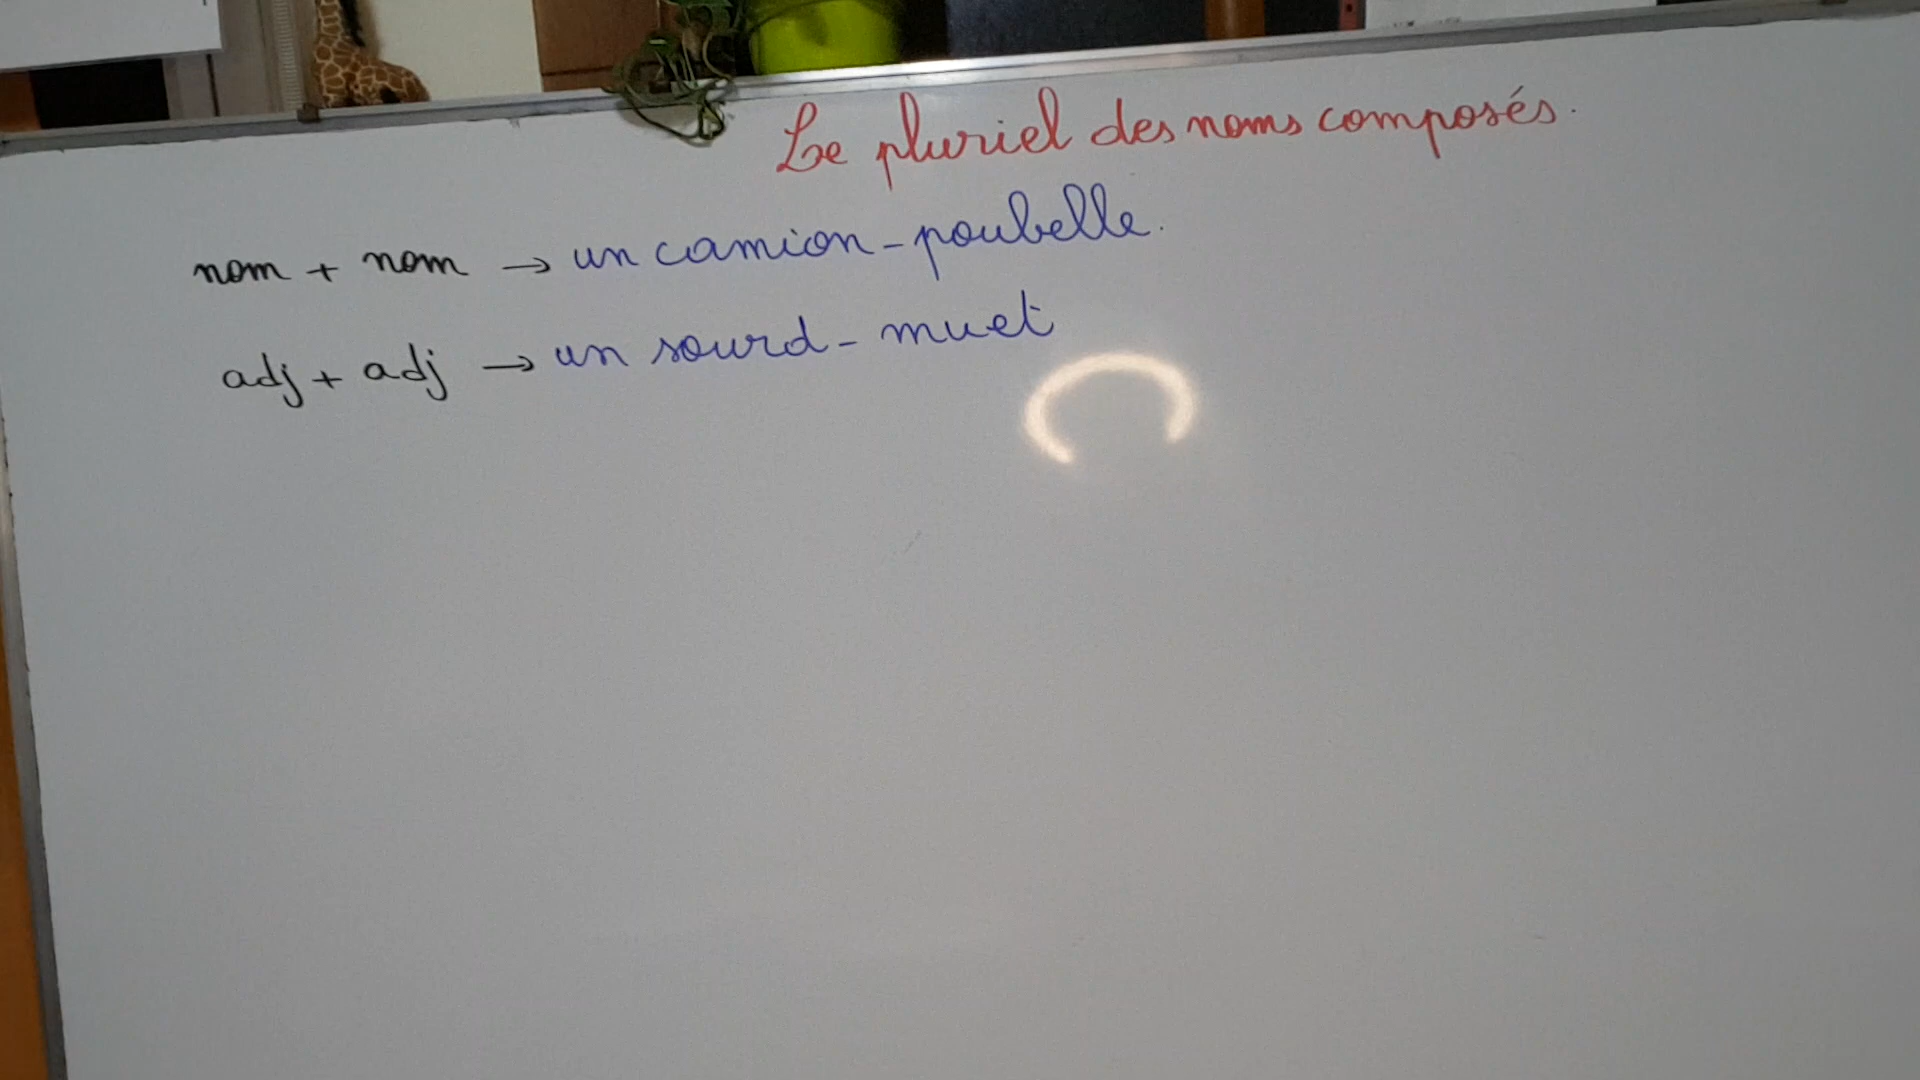 Le pluriel des noms composés.
nom + nom → un camion-poubelle.
adj + adj → un sourd-muet